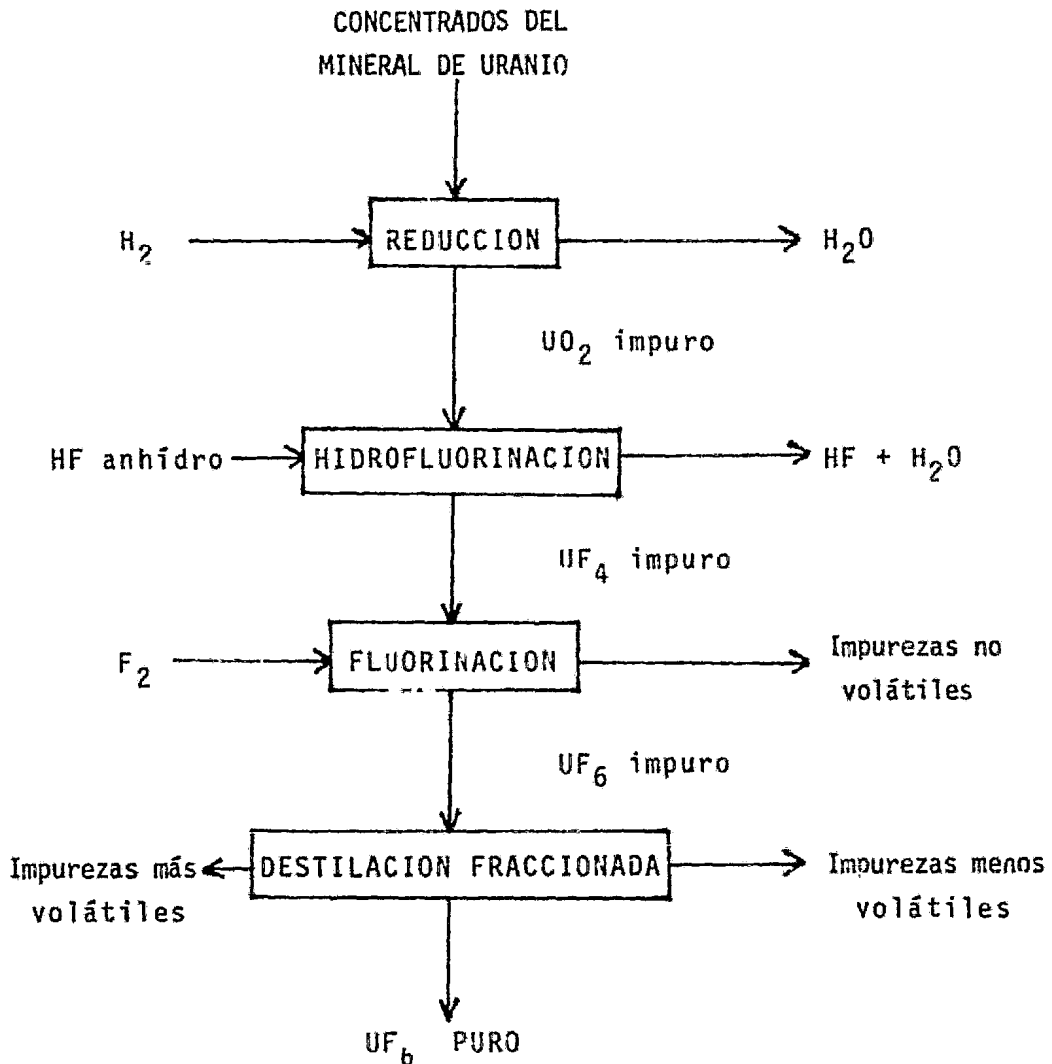 CONCENTRADOS DEL
MINERAL DE URANIO
H₂
REDUCCION
H₂O
UO₂ impuro
HF anhídro
HIDROFLUORINACION
HF + H₂O
UF₄ impuro
F₂
FLUORINACION
Impurezas no
volátiles
UF₆ impuro
Impurezas más
volátiles
DESTILACION FRACCIONADA
Impurezas menos
volátiles
UF₆ PURO